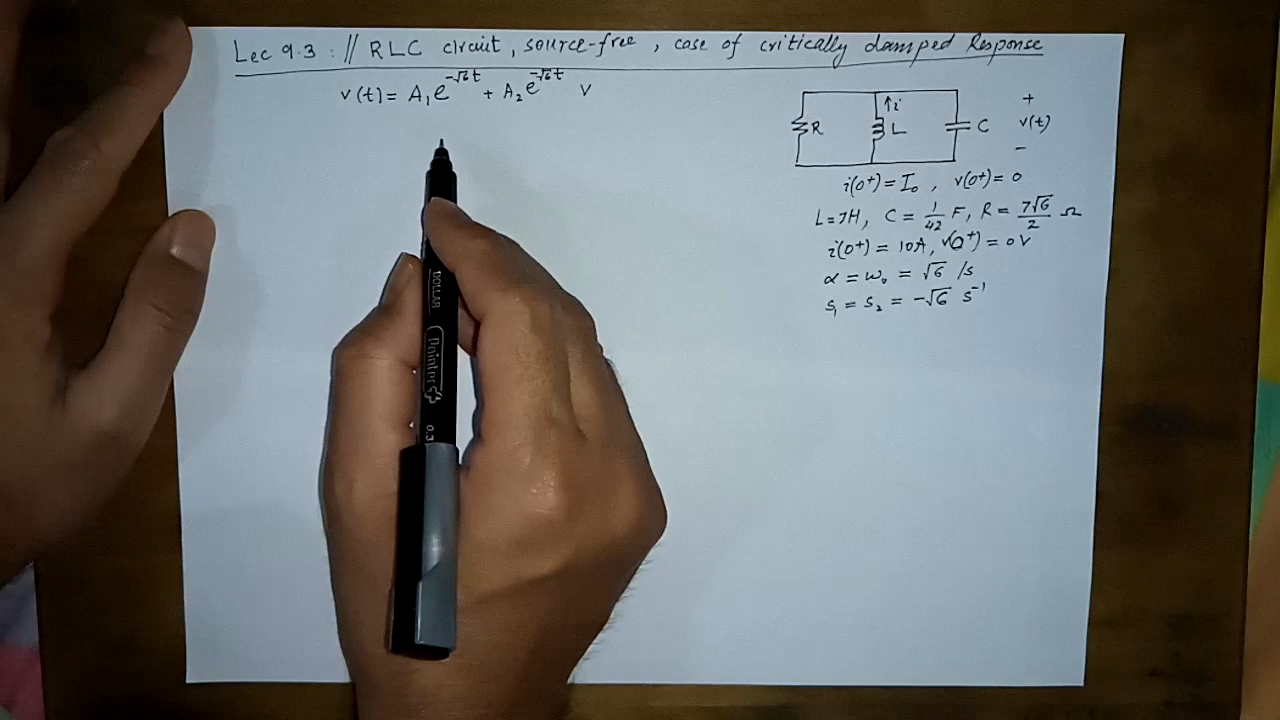 Lec 9.3 : // RLC circuit, source-free, case of critically damped Response
v(t) = A₁e^(-√6t) + A₂e^(-√6t) v
R L C ↑i + v(t) -
i(0⁺) = I₀ , v(0⁺) = 0
L=7H, C = 1/42 F, R = 7√6/2 Ω
i(0⁺) = 10A, v(0⁺) = 0V
α = ω₀ = √6 /s
s₁ = s₂ = -√6 s⁻¹
DOLLAR
Pointer
0.3